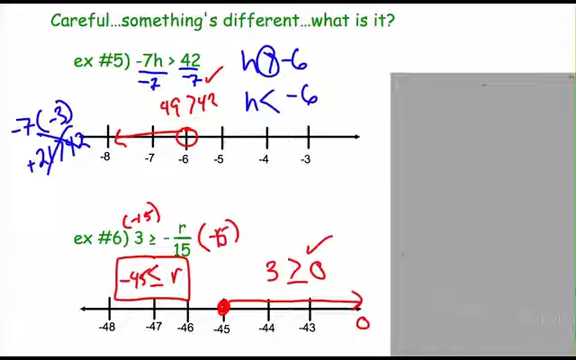 Careful...something's different...what is it?
ex #5) -7h > 42
-7 -7 ✓
h > -6
49 > 42
h < -6
-7(-3)
+21 > 42
-8 -7 -6 -5 -4 -3
(-15)
ex #6) 3 ≥ - r/15 (-15)
-45 ≤ r
3 ≥ 0 ✓
-48 -47 -46 -45 -44 -43 0